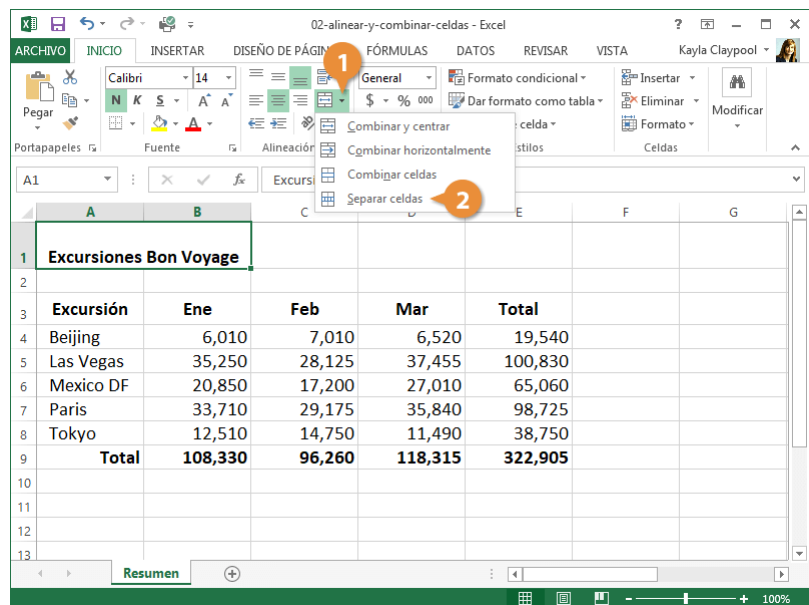 02-alinear-y-combinar-celdas - Excel
ARCHIVO INICIO INSERTAR DISEÑO DE PÁGIN FÓRMULAS DATOS REVISAR VISTA Kayla Claypool
1
Calibri 14 General Formato condicional Insertar
Pegar N K S A A $ % 000 Dar formato como tabla Eliminar Modificar
A celda Formato
Portapapeles Fuente Alineación stilos Celdas
Combinar y centrar
Combinar horizontalmente
Combinar celdas
Separar celdas 2
A1 fx Excursi
A B C D E F G
1 Excursiones Bon Voyage
2
3 Excursión Ene Feb Mar Total
4 Beijing 6,010 7,010 6,520 19,540
5 Las Vegas 35,250 28,125 37,455 100,830
6 Mexico DF 20,850 17,200 27,010 65,060
7 Paris 33,710 29,175 35,840 98,725
8 Tokyo 12,510 14,750 11,490 38,750
9 Total 108,330 96,260 118,315 322,905
10
11
12
13
Resumen
100%